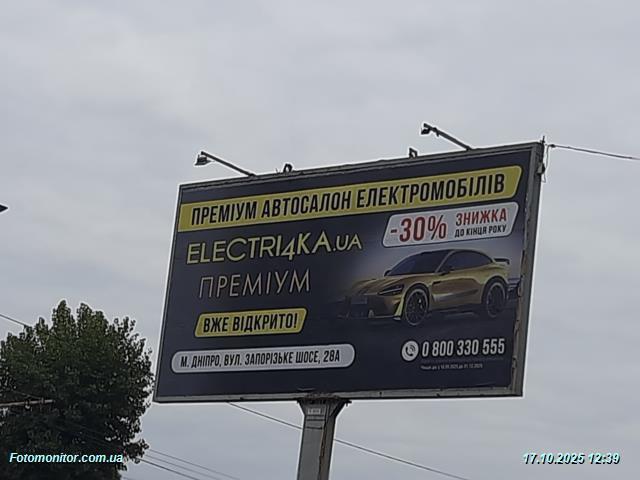 ПРЕМІУМ АВТОСАЛОН ЕЛЕКТРОМОБІЛІВ
ELECTRI4KA.UA
-30% ЗНИЖКА
ДО КІНЦЯ РОКУ
ПРЕМІУМ
ВЖЕ ВІДКРИТО!
М. ДНІПРО, ВУЛ. ЗАПОРІЗЬКЕ ШОСЕ, 28А
0 800 330 555
Fotomonitor.com.ua
17.10.2025 12:39